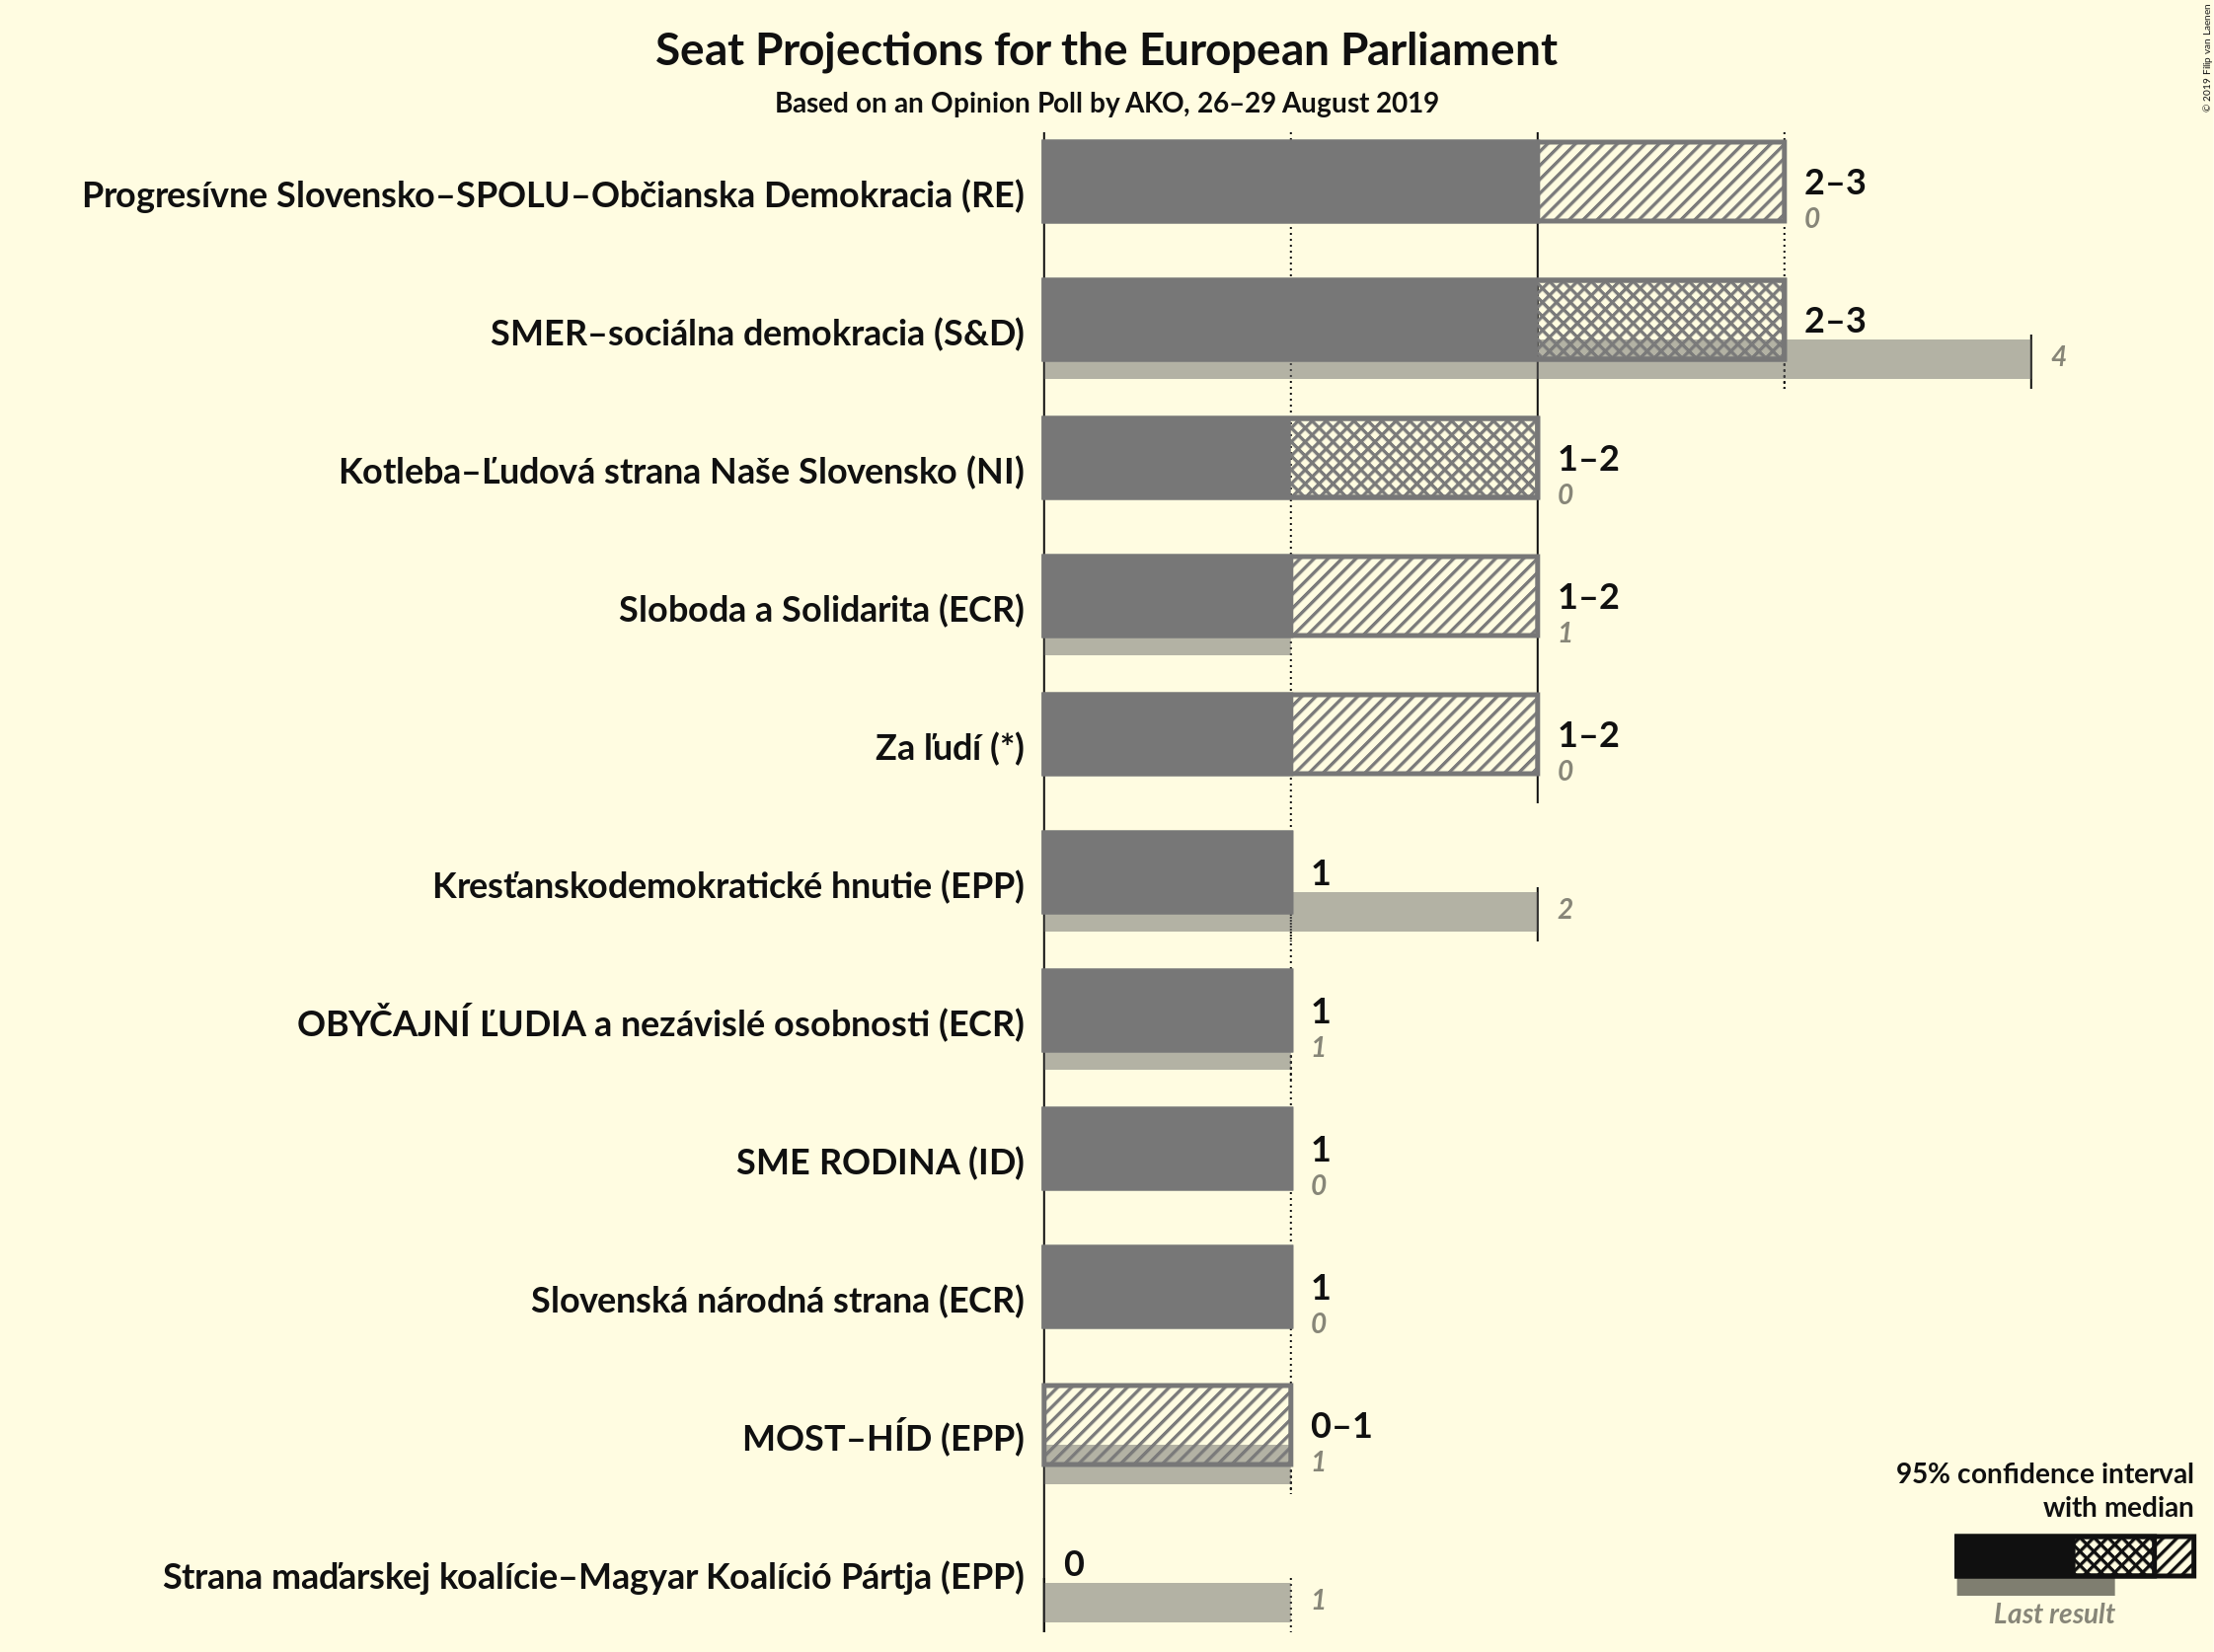 Seat Projections for the European Parliament
Based on an Opinion Poll by AKO, 26–29 August 2019
© 2019 Filip van Laenen
Progresívne Slovensko–SPOLU–Občianska Demokracia (RE)
2–3
0
SMER–sociálna demokracia (S&D)
2–3
4
Kotleba–Ľudová strana Naše Slovensko (NI)
1–2
0
Sloboda a Solidarita (ECR)
1–2
1
Za ľudí (*)
1–2
0
Kresťanskodemokratické hnutie (EPP)
1
2
OBYČAJNÍ ĽUDIA a nezávislé osobnosti (ECR)
1
1
SME RODINA (ID)
1
0
Slovenská národná strana (ECR)
1
0
MOST–HÍD (EPP)
0–1
1
Strana maďarskej koalície–Magyar Koalíció Pártja (EPP)
0
1
95% confidence interval
with median
Last result